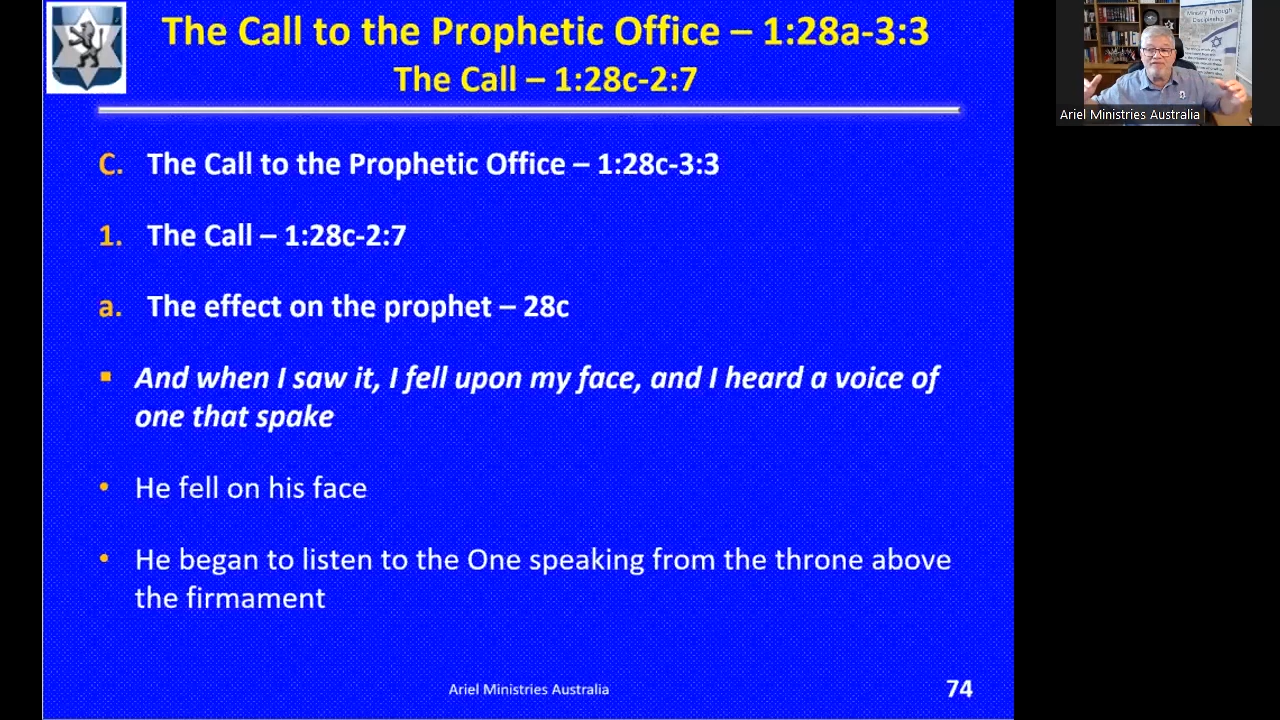 The Call to the Prophetic Office – 1:28a-3:3
The Call – 1:28c-2:7
C. The Call to the Prophetic Office – 1:28c-3:3
1. The Call – 1:28c-2:7
a. The effect on the prophet – 28c
▪ And when I saw it, I fell upon my face, and I heard a voice of
one that spake
• He fell on his face
• He began to listen to the One speaking from the throne above
the firmament
Ariel Ministries Australia
74
Ministry Through
Discipleship
Ariel Ministries Australia